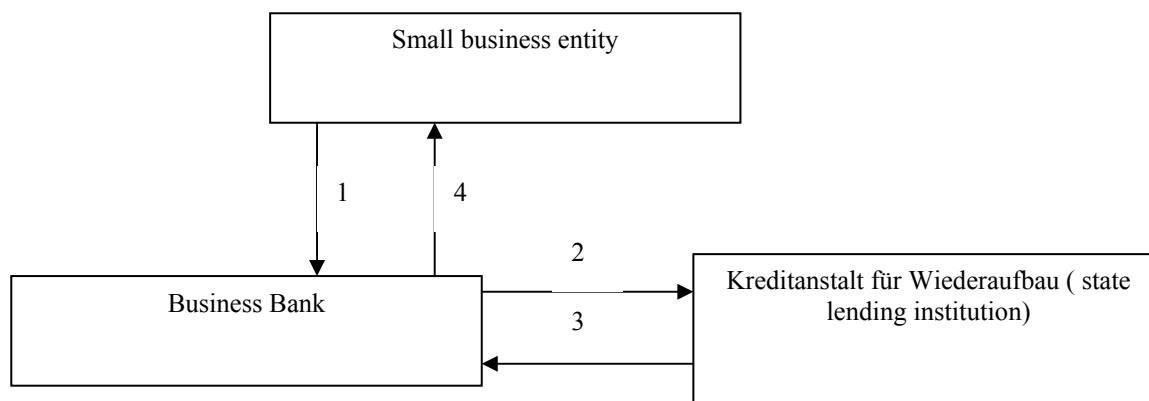 Small business entity
1
4
2
Kreditanstalt für Wiederaufbau ( state
lending institution)
Business Bank
3